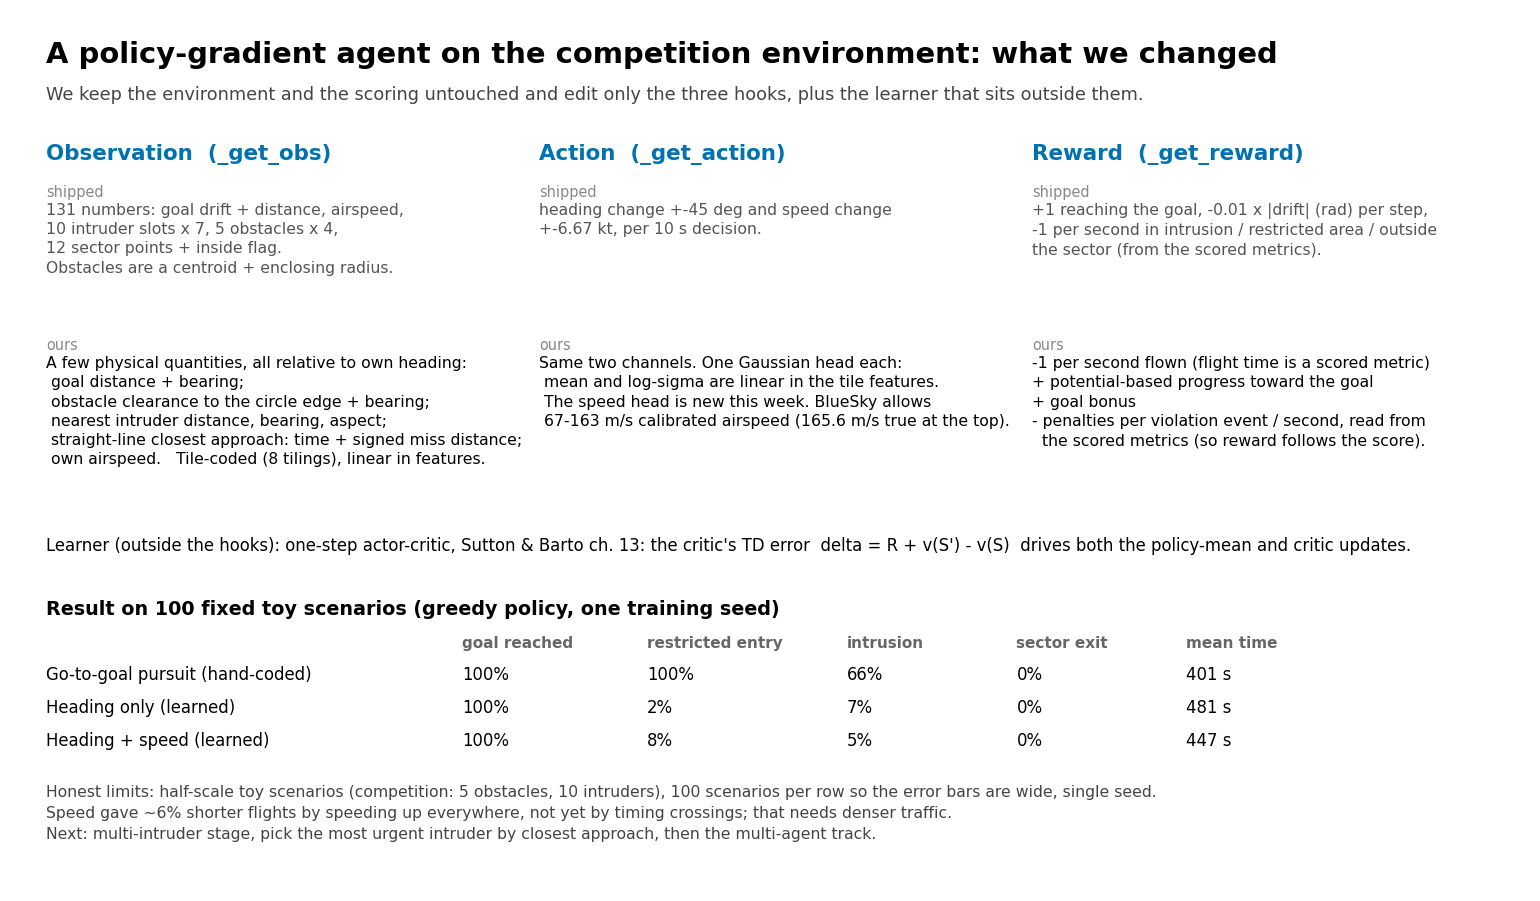 A policy-gradient agent on the competition environment: what we changed
We keep the environment and the scoring untouched and edit only the three hooks, plus the learner that sits outside them.
Observation  (_get_obs)
shipped
131 numbers: goal drift + distance, airspeed,
10 intruder slots x 7, 5 obstacles x 4,
12 sector points + inside flag.
Obstacles are a centroid + enclosing radius.
ours
A few physical quantities, all relative to own heading:
goal distance + bearing;
obstacle clearance to the circle edge + bearing;
nearest intruder distance, bearing, aspect;
straight-line closest approach: time + signed miss distance;
own airspeed.   Tile-coded (8 tilings), linear in features.
Action  (_get_action)
shipped
heading change +-45 deg and speed change
+-6.67 kt, per 10 s decision.
ours
Same two channels. One Gaussian head each:
mean and log-sigma are linear in the tile features.
The speed head is new this week. BlueSky allows
67-163 m/s calibrated airspeed (165.6 m/s true at the top).
Reward  (_get_reward)
shipped
+1 reaching the goal, -0.01 x |drift| (rad) per step,
-1 per second in intrusion / restricted area / outside
the sector (from the scored metrics).
ours
-1 per second flown (flight time is a scored metric)
+ potential-based progress toward the goal
+ goal bonus
- penalties per violation event / second, read from
the scored metrics (so reward follows the score).
Learner (outside the hooks): one-step actor-critic, Sutton & Barto ch. 13: the critic's TD error  delta = R + v(S') - v(S)  drives both the policy-mean and critic updates.
Result on 100 fixed toy scenarios (greedy policy, one training seed)
goal reached restricted entry intrusion sector exit mean time
Go-to-goal pursuit (hand-coded) 100% 100% 66% 0% 401 s
Heading only (learned) 100% 2% 7% 0% 481 s
Heading + speed (learned) 100% 8% 5% 0% 447 s
Honest limits: half-scale toy scenarios (competition: 5 obstacles, 10 intruders), 100 scenarios per row so the error bars are wide, single seed.
Speed gave ~6% shorter flights by speeding up everywhere, not yet by timing crossings; that needs denser traffic.
Next: multi-intruder stage, pick the most urgent intruder by closest approach, then the multi-agent track.